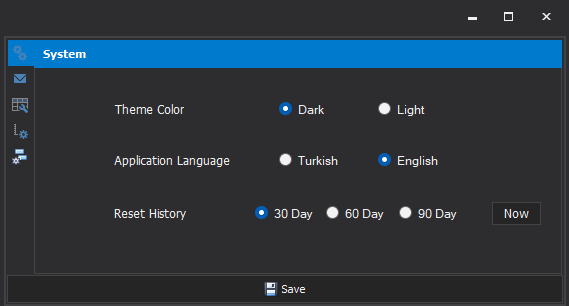 System
Theme Color Dark Light
Application Language Turkish English
Reset History 30 Day 60 Day 90 Day Now
Save